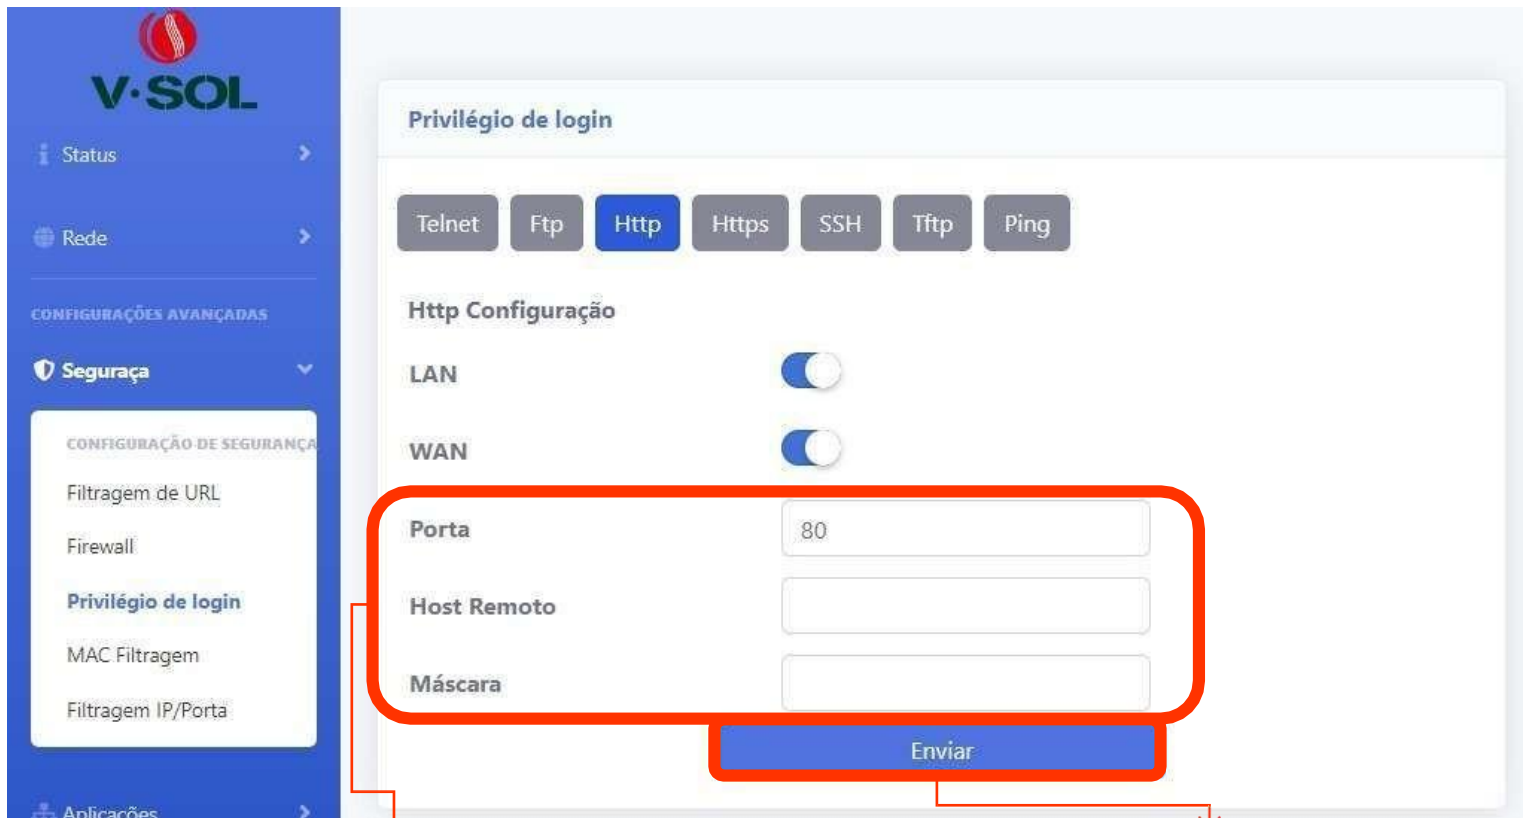 V·SOL
Status
Rede
CONFIGURAÇÕES AVANÇADAS
Seguraça
CONFIGURAÇÃO DE SEGURANÇA
Filtragem de URL
Firewall
Privilégio de login
MAC Filtragem
Filtragem IP/Porta
Aplicações
Privilégio de login
Telnet Ftp Http Https SSH Tftp Ping
Http Configuração
LAN
WAN
Porta 80
Host Remoto
Máscara
Enviar